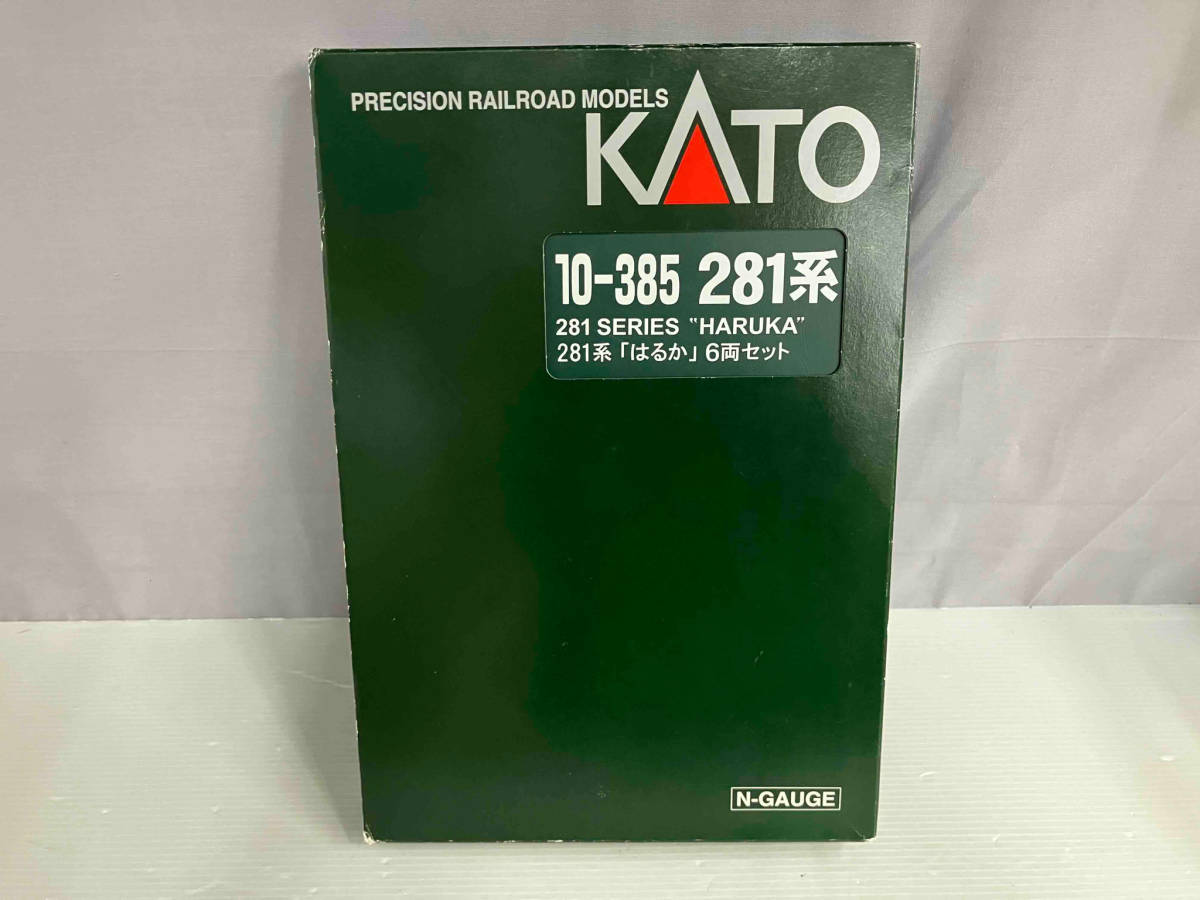 PRECISION RAILROAD MODELS
KATO
10-385 281系
281 SERIES "HARUKA"
281系「はるか」6両セット
N-GAUGE